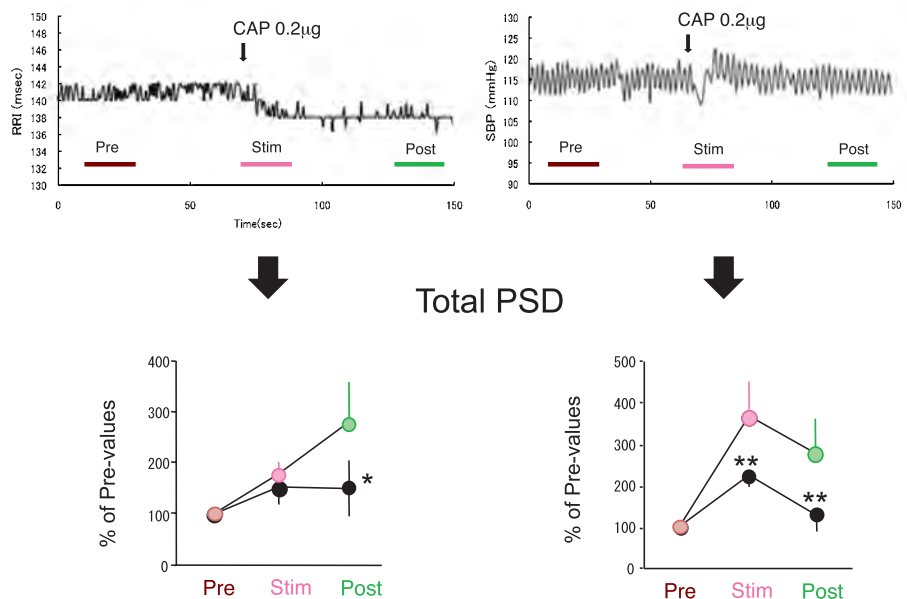 CAP 0.2μg
RRI (msec)
150
148
146
144
142
140
138
136
134
132
130
Pre
Stim
Post
0
50
100
150
Time(sec)
CAP 0.2μg
SBP (mmHg)
130
125
120
115
110
105
100
95
90
Pre
Stim
Post
0
50
100
150
Total PSD
% of Pre-values
400
300
200
100
0
*
Pre
Stim
Post
% of Pre-values
500
400
300
200
100
0
**
**
Pre
Stim
Post